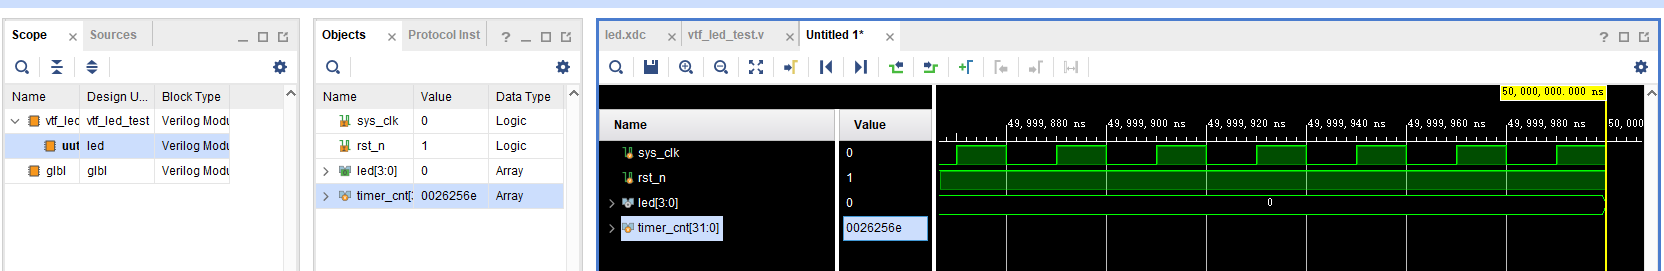 Scope
Sources
Name
Design U...
Block Type
vtf_led
vtf_led_test
Verilog Modu
uut
led
Verilog Modu
glbl
glbl
Verilog Modu
Objects
Protocol Inst
?
Name
Value
Data Type
sys_clk
0
Logic
rst_n
1
Logic
led[3:0]
0
Array
timer_cnt[:
0026256e
Array
led.xdc
vtf_led_test.v
Untitled 1*
?
Name
Value
sys_clk
0
rst_n
1
led[3:0]
0
timer_cnt[31:0]
0026256e
50,000,000.000 ns
49,999,880 ns
49,999,900 ns
49,999,920 ns
49,999,940 ns
49,999,960 ns
49,999,980 ns
50,000
0